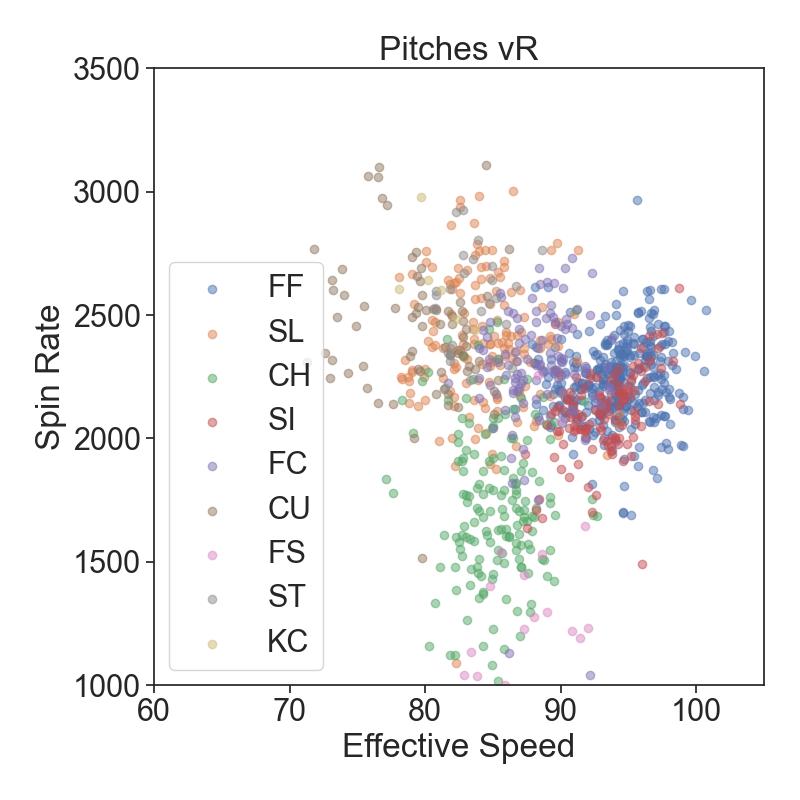 Pitches vR
3500
3000
2500
2000
1500
1000
Spin Rate
FF
SL
CH
SI
FC
CU
FS
ST
KC
60 70 80 90 100
Effective Speed